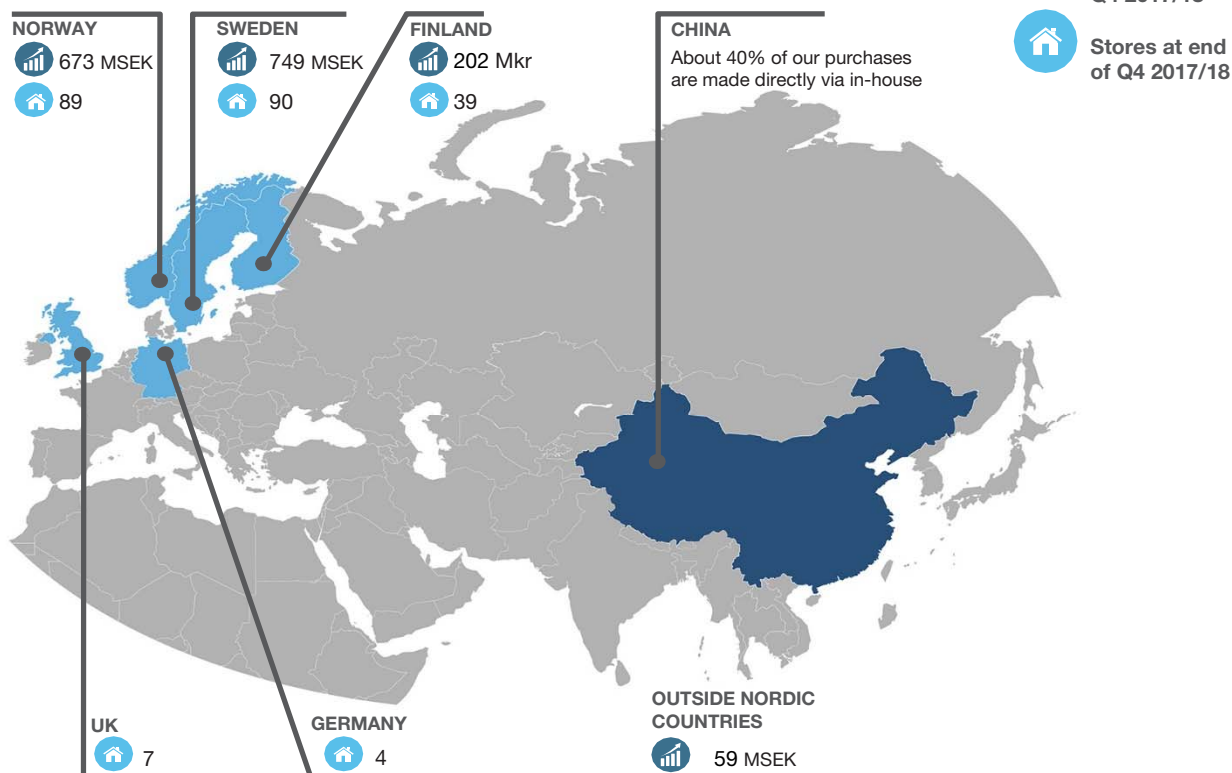 NORWAY
673 MSEK
89
SWEDEN
749 MSEK
90
FINLAND
202 Mkr
39
CHINA
About 40% of our purchases
are made directly via in-house
Stores at end
of Q4 2017/18
UK
7
GERMANY
4
OUTSIDE NORDIC
COUNTRIES
59 MSEK